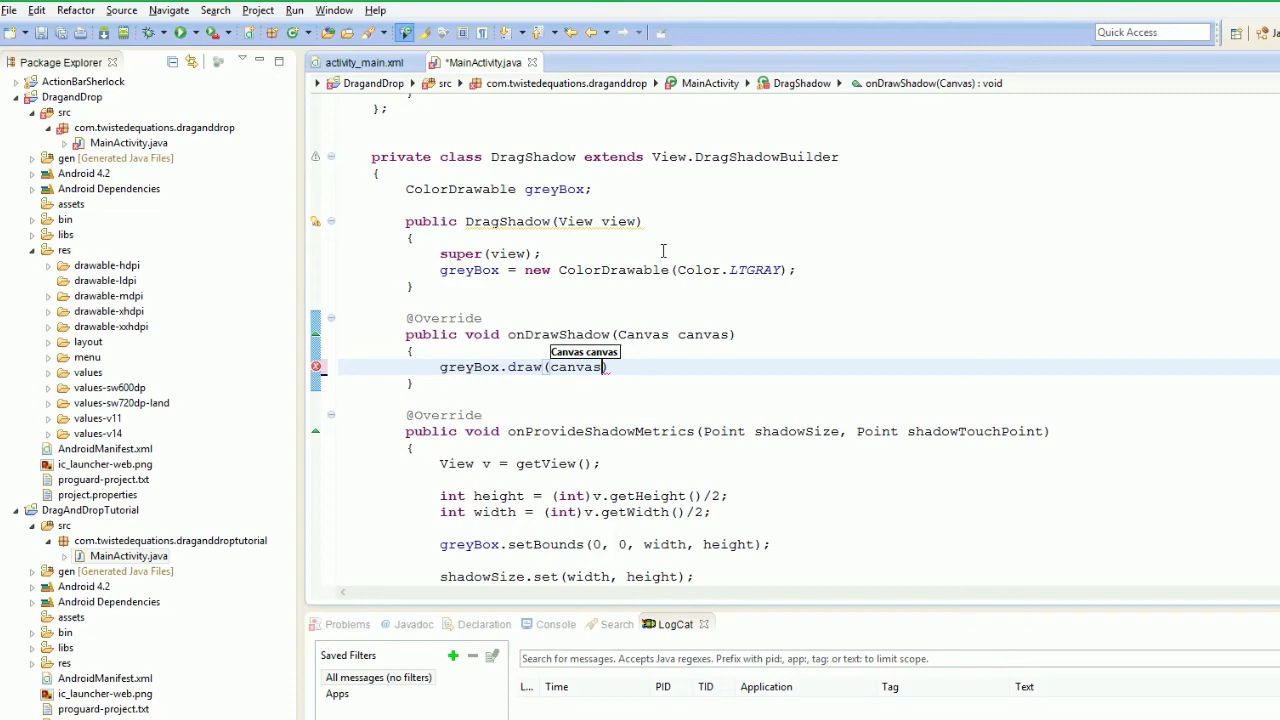 File Edit Refactor Source Navigate Search Project Run Window Help
Quick Access
Ja
Package Explorer
activity_main.xml
*MainActivity.java
ActionBarSherlock
DragandDrop
src
com.twistedequations.draganddrop
MainActivity.java
gen [Generated Java Files]
Android 4.2
Android Dependencies
assets
bin
libs
res
drawable-hdpi
drawable-ldpi
drawable-mdpi
drawable-xhdpi
drawable-xxhdpi
layout
menu
values
values-sw600dp
values-sw720dp-land
values-v11
values-v14
AndroidManifest.xml
ic_launcher-web.png
proguard-project.txt
project.properties
DragAndDropTutorial
src
com.twistedequations.draganddroptutorial
MainActivity.java
gen [Generated Java Files]
Android 4.2
Android Dependencies
assets
bin
libs
res
AndroidManifest.xml
ic_launcher-web.png
proguard-project.txt
DragandDrop src com.twistedequations.draganddrop MainActivity DragShadow onDrawShadow(Canvas) : void
}
};
private class DragShadow extends View.DragShadowBuilder
{
ColorDrawable greyBox;
public DragShadow(View view)
{
super(view);
greyBox = new ColorDrawable(Color.LTGRAY);
}
@Override
public void onDrawShadow(Canvas canvas)
{
Canvas canvas
greyBox.draw(canvas)
}
@Override
public void onProvideShadowMetrics(Point shadowSize, Point shadowTouchPoint)
{
View v = getView();
int height = (int)v.getHeight()/2;
int width = (int)v.getWidth()/2;
greyBox.setBounds(0, 0, width, height);
shadowSize.set(width, height);
Problems Javadoc Declaration Console Search LogCat
Saved Filters
All messages (no filters)
Apps
Search for messages. Accepts Java regexes. Prefix with pid:, app:, tag: or text: to limit scope.
L... Time PID TID Application Tag Text